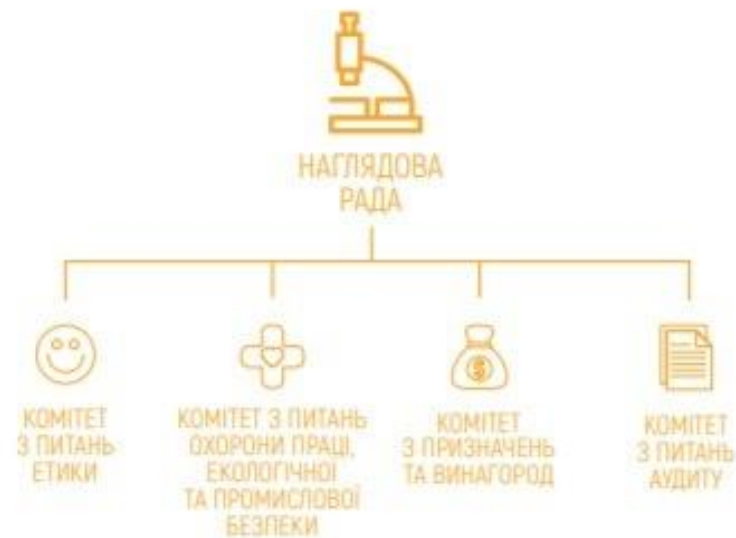 НАГЛЯДОВА
РАДА
КОМІТЕТ
З ПИТАНЬ
ЕТИКИ
КОМІТЕТ З ПИТАНЬ
ОХОРОНИ ПРАЦІ,
ЕКОЛОГІЧНОЇ
ТА ПРОМИСЛОВОЇ
БЕЗПЕКИ
КОМІТЕТ
З ПРИЗНАЧЕНЬ
ТА ВИНАГОРОД
КОМІТЕТ
З ПИТАНЬ
АУДИТУ